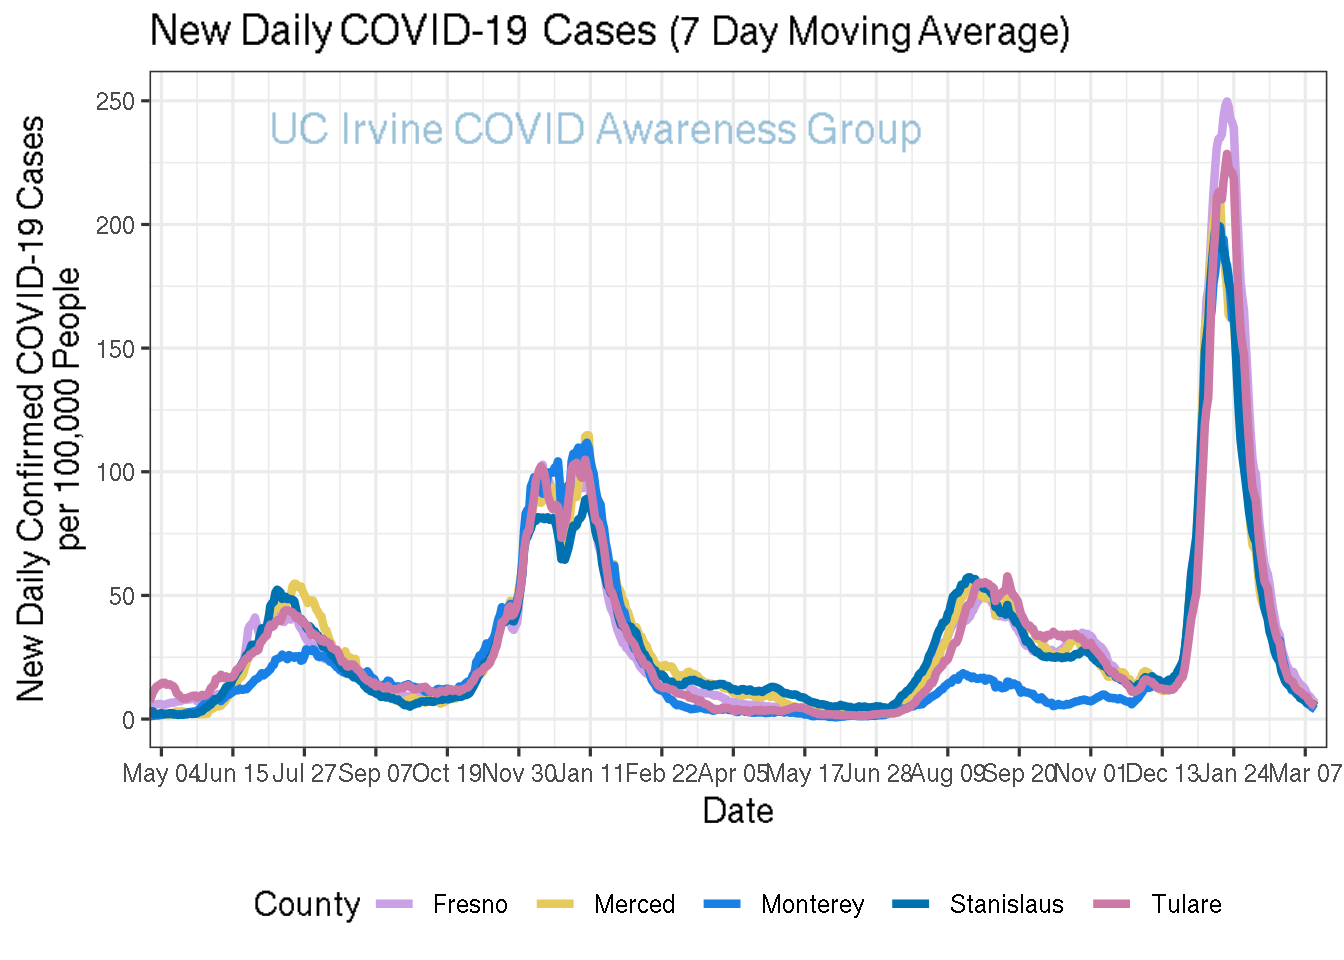 New Daily COVID-19 Cases (7 Day Moving Average)
UC Irvine COVID Awareness Group
New Daily Confirmed COVID-19 Cases
per 100,000 People
250
200
150
100
50
0
May 04 Jun 15 Jul 27 Sep 07 Oct 19 Nov 30 Jan 11 Feb 22 Apr 05 May 17 Jun 28 Aug 09 Sep 20 Nov 01 Dec 13 Jan 24 Mar 07
Date
County Fresno Merced Monterey Stanislaus Tulare